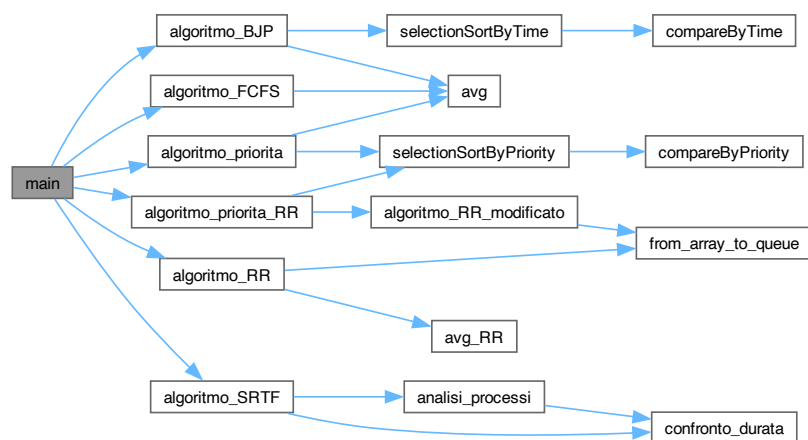 algoritmo_BJP
selectionSortByTime
compareByTime
algoritmo_FCFS
avg
algoritmo_priorita
selectionSortByPriority
compareByPriority
main
algoritmo_priorita_RR
algoritmo_RR_modificato
from_array_to_queue
algoritmo_RR
avg_RR
algoritmo_SRTF
analisi_processi
confronto_durata